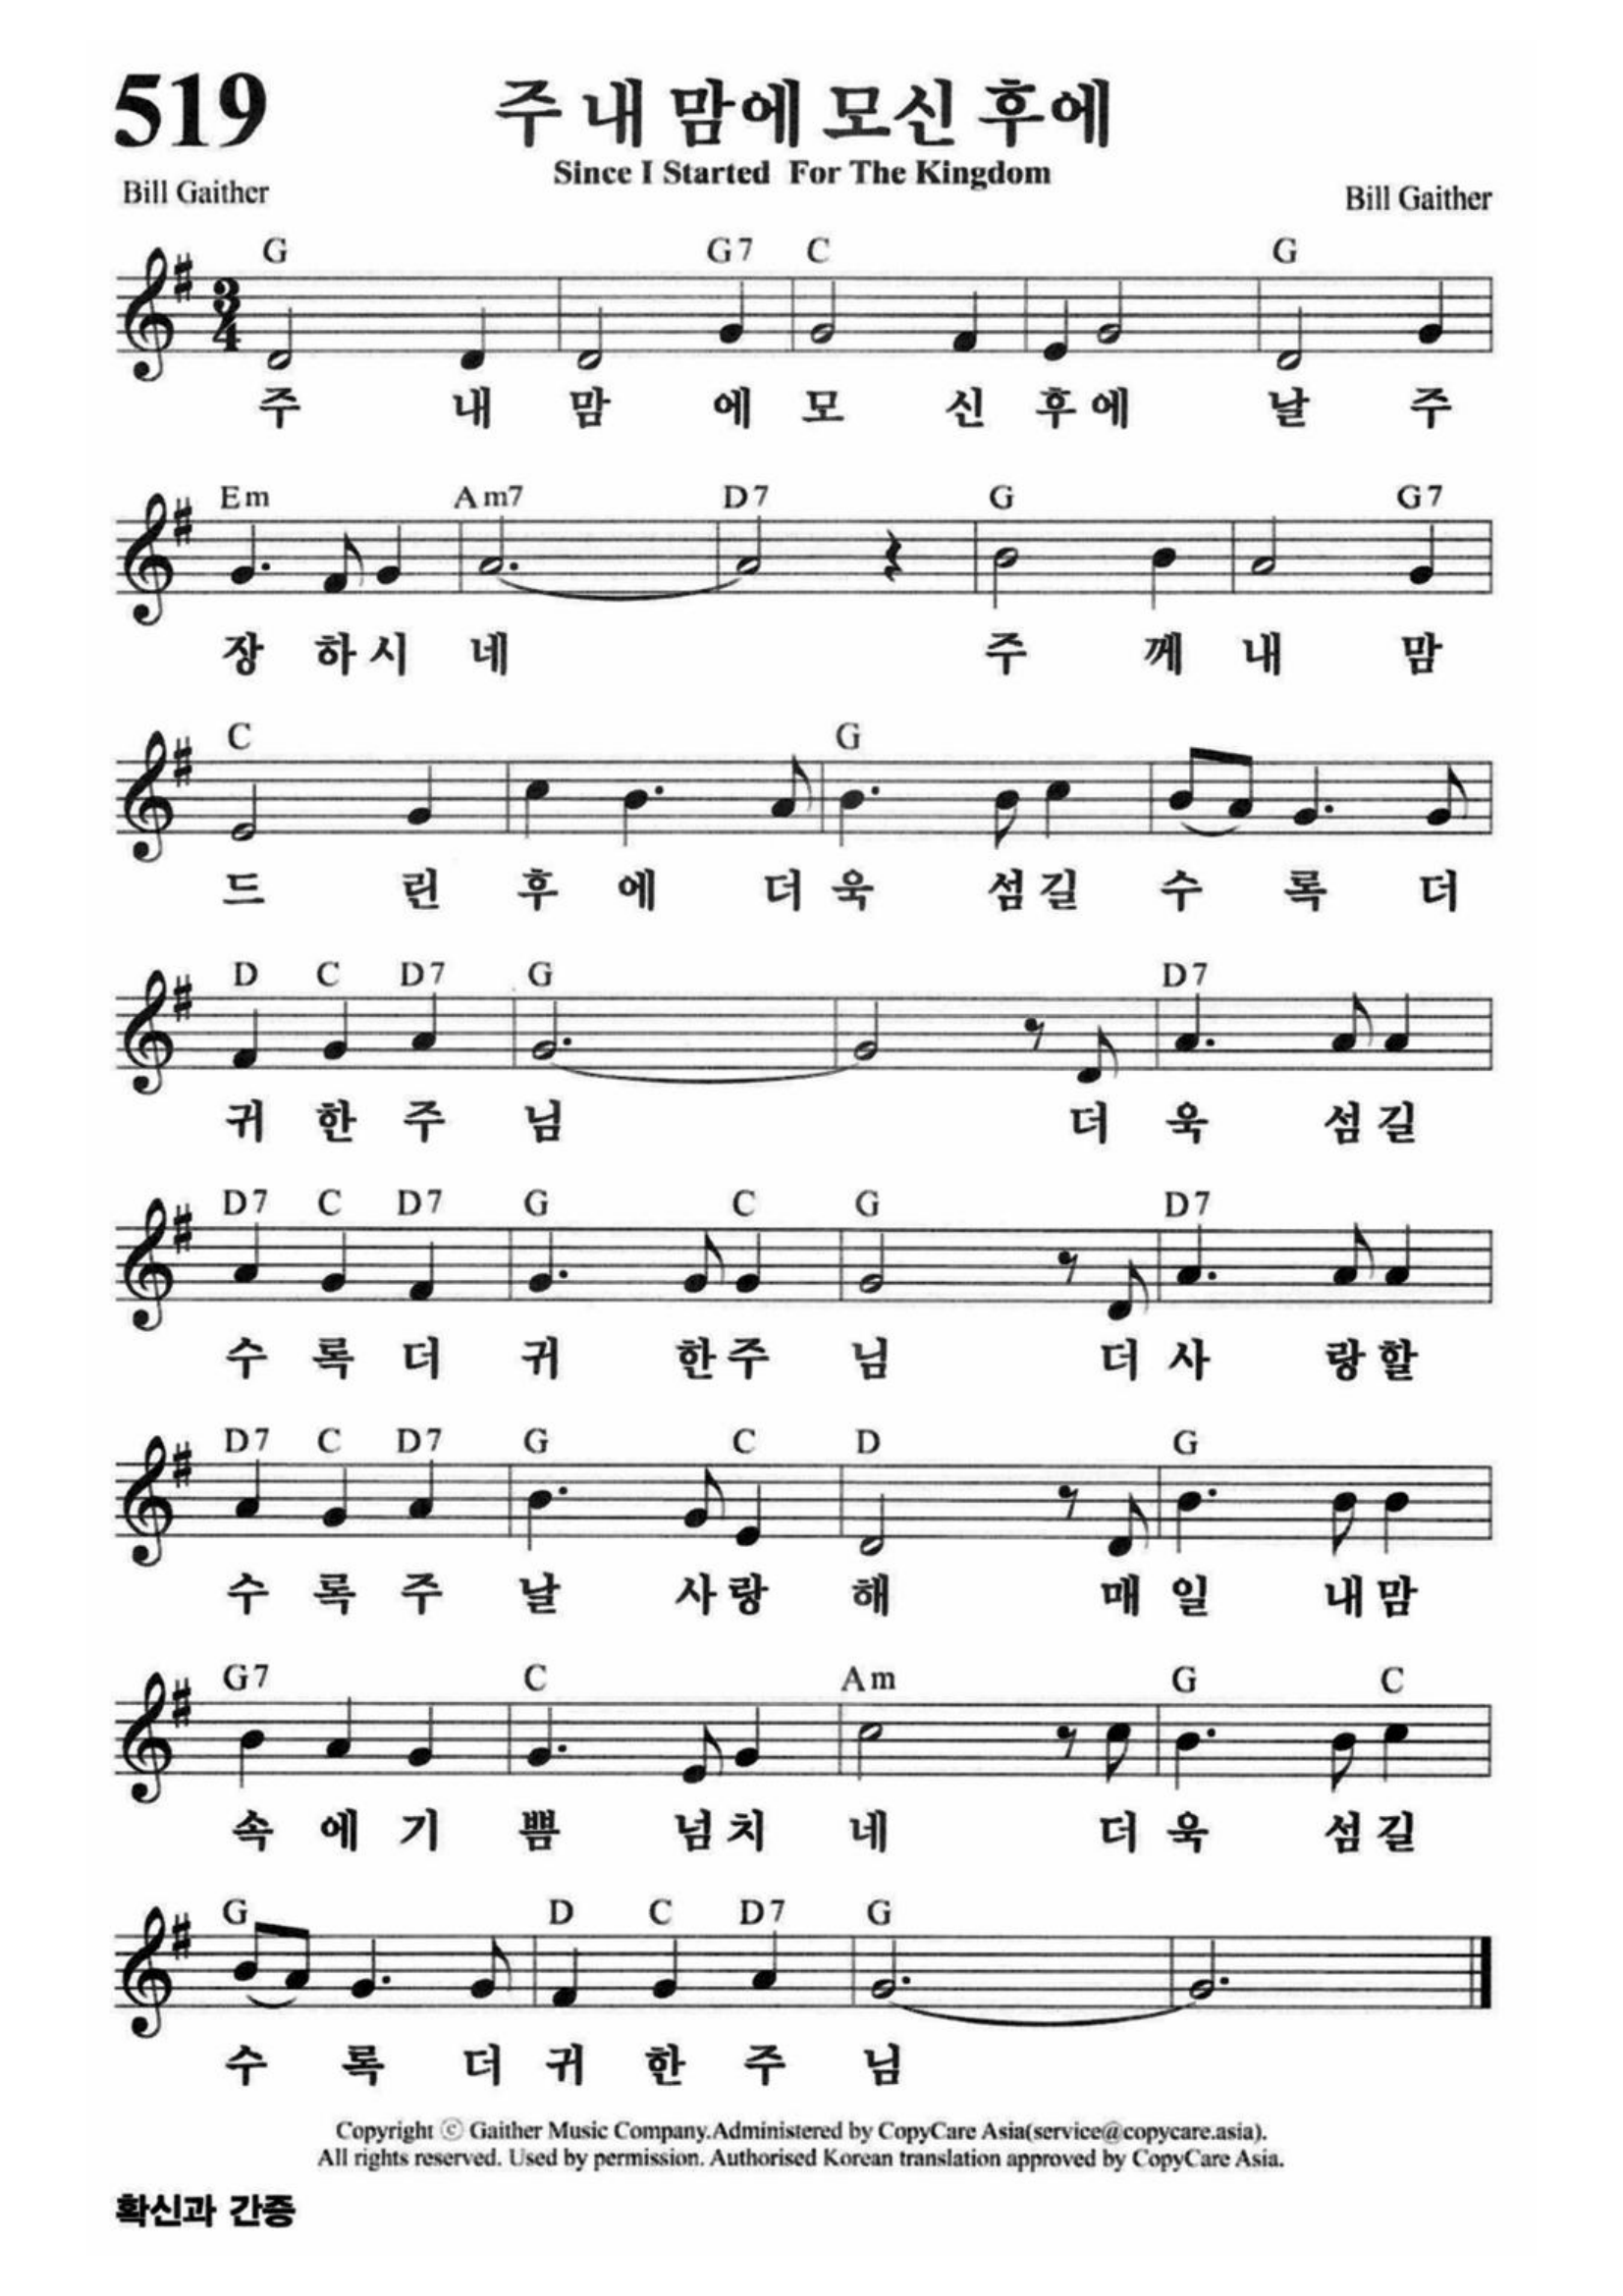 519
주 내 맘에 모신 후에
Since I Started For The Kingdom
Bill Gaither
Bill Gaither
G G7 C G
3 4
주 내 맘 에 모 신 후 에 날 주
Em Am7 D7 G G7
장 하 시 네 주 께 내 맘
C G
드 린 후 에 더 욱 섬 길 수 록 더
D C D7 G D7
귀 한 주 님 더 욱 섬 길
D7 C D7 G C G D7
수 록 더 귀 한 주 님 더 사 랑 할
D7 C D7 G C D G
수 록 주 날 사 랑 해 매 일 내 맘
G7 C Am G C
속 에 기 쁨 넘 치 네 더 욱 섬 길
G D C D7 G
수 록 더 귀 한 주 님
Copyright ⓒ Gaither Music Company.Administered by CopyCare Asia(service@copycare.asia).
All rights reserved. Used by permission. Authorised Korean translation approved by CopyCare Asia.
확신과 간증